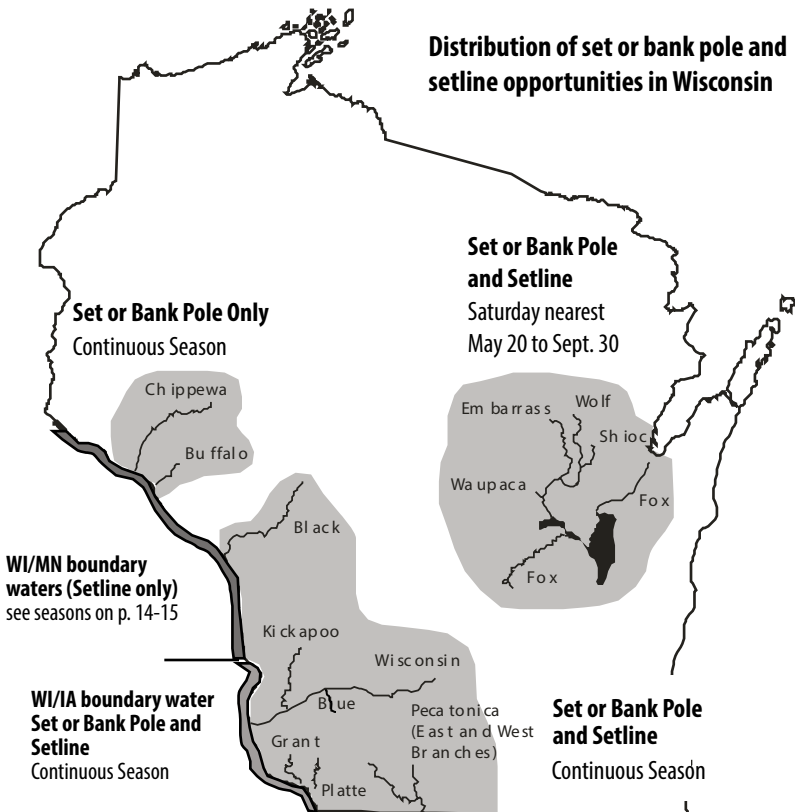 Distribution of set or bank pole and
setline opportunities in Wisconsin
Set or Bank Pole
and Setline
Saturday nearest
May 20 to Sept. 30
Set or Bank Pole Only
Continuous Season
Chippewa
Buffalo
Embarrass
Wolf
Shioc
Waupaca
Fox
Fox
Black
WI/MN boundary
waters (Setline only)
see seasons on p. 14-15
Kickapoo
Wisconsin
Blue
WI/IA boundary water
Set or Bank Pole and
Setline
Continuous Season
Pecatonica
(East and West
Branches)
Grant
Platte
Set or Bank Pole
and Setline
Continuous Season